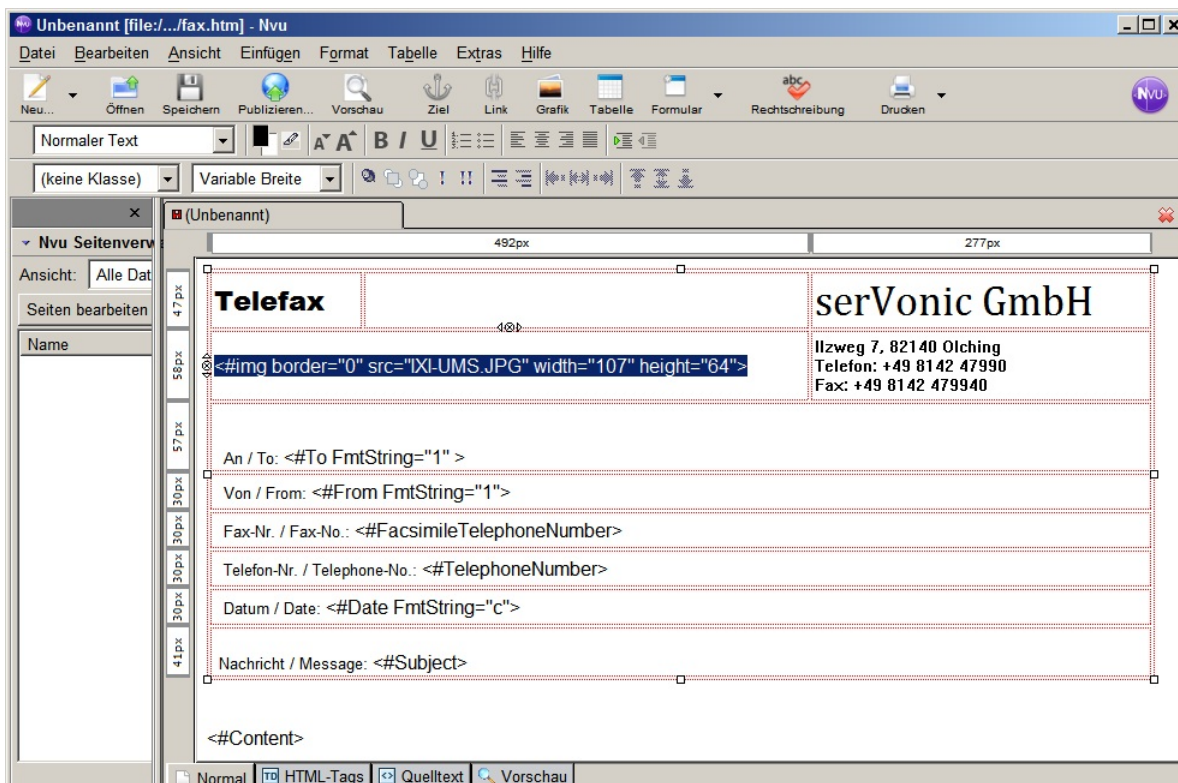 Unbenannt [file:/.../fax.htm] - Nvu
Datei Bearbeiten Ansicht Einfügen Format Tabelle Extras Hilfe
Neu... Öffnen Speichern Publizieren... Vorschau Ziel Link Grafik Tabelle Formular Rechtschreibung Drucken
Normaler Text B I U
(keine Klasse) Variable Breite
(Unbenannt)
Nvu Seitenverw
492px 277px
Ansicht: Alle Dat
Seiten bearbeiten
Name
47px
Telefax serVonic GmbH
58px
<#img border="0" src="IXI-UMS.JPG" width="107" height="64">
Ilzweg 7, 82140 Olching
Telefon: +49 8142 47990
Fax: +49 8142 479940
57px
An / To: <#To FmtString="1" >
30px
Von / From: <#From FmtString="1">
30px
Fax-Nr. / Fax-No.: <#FacsimileTelephoneNumber>
30px
Telefon-Nr. / Telephone-No.: <#TelephoneNumber>
30px
Datum / Date: <#Date FmtString="c">
41px
Nachricht / Message: <#Subject>
<#Content>
Normal HTML-Tags Quelltext Vorschau